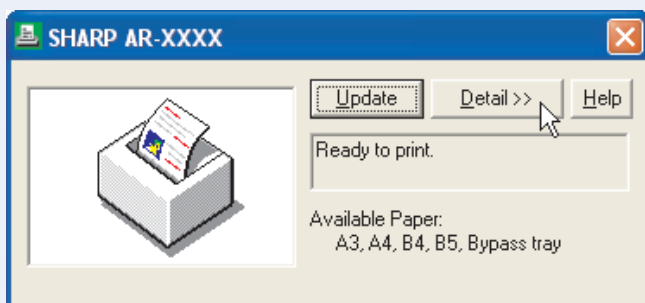 SHARP AR-XXXX
Update Detail >> Help
Ready to print.
Available Paper:
A3, A4, B4, B5, Bypass tray